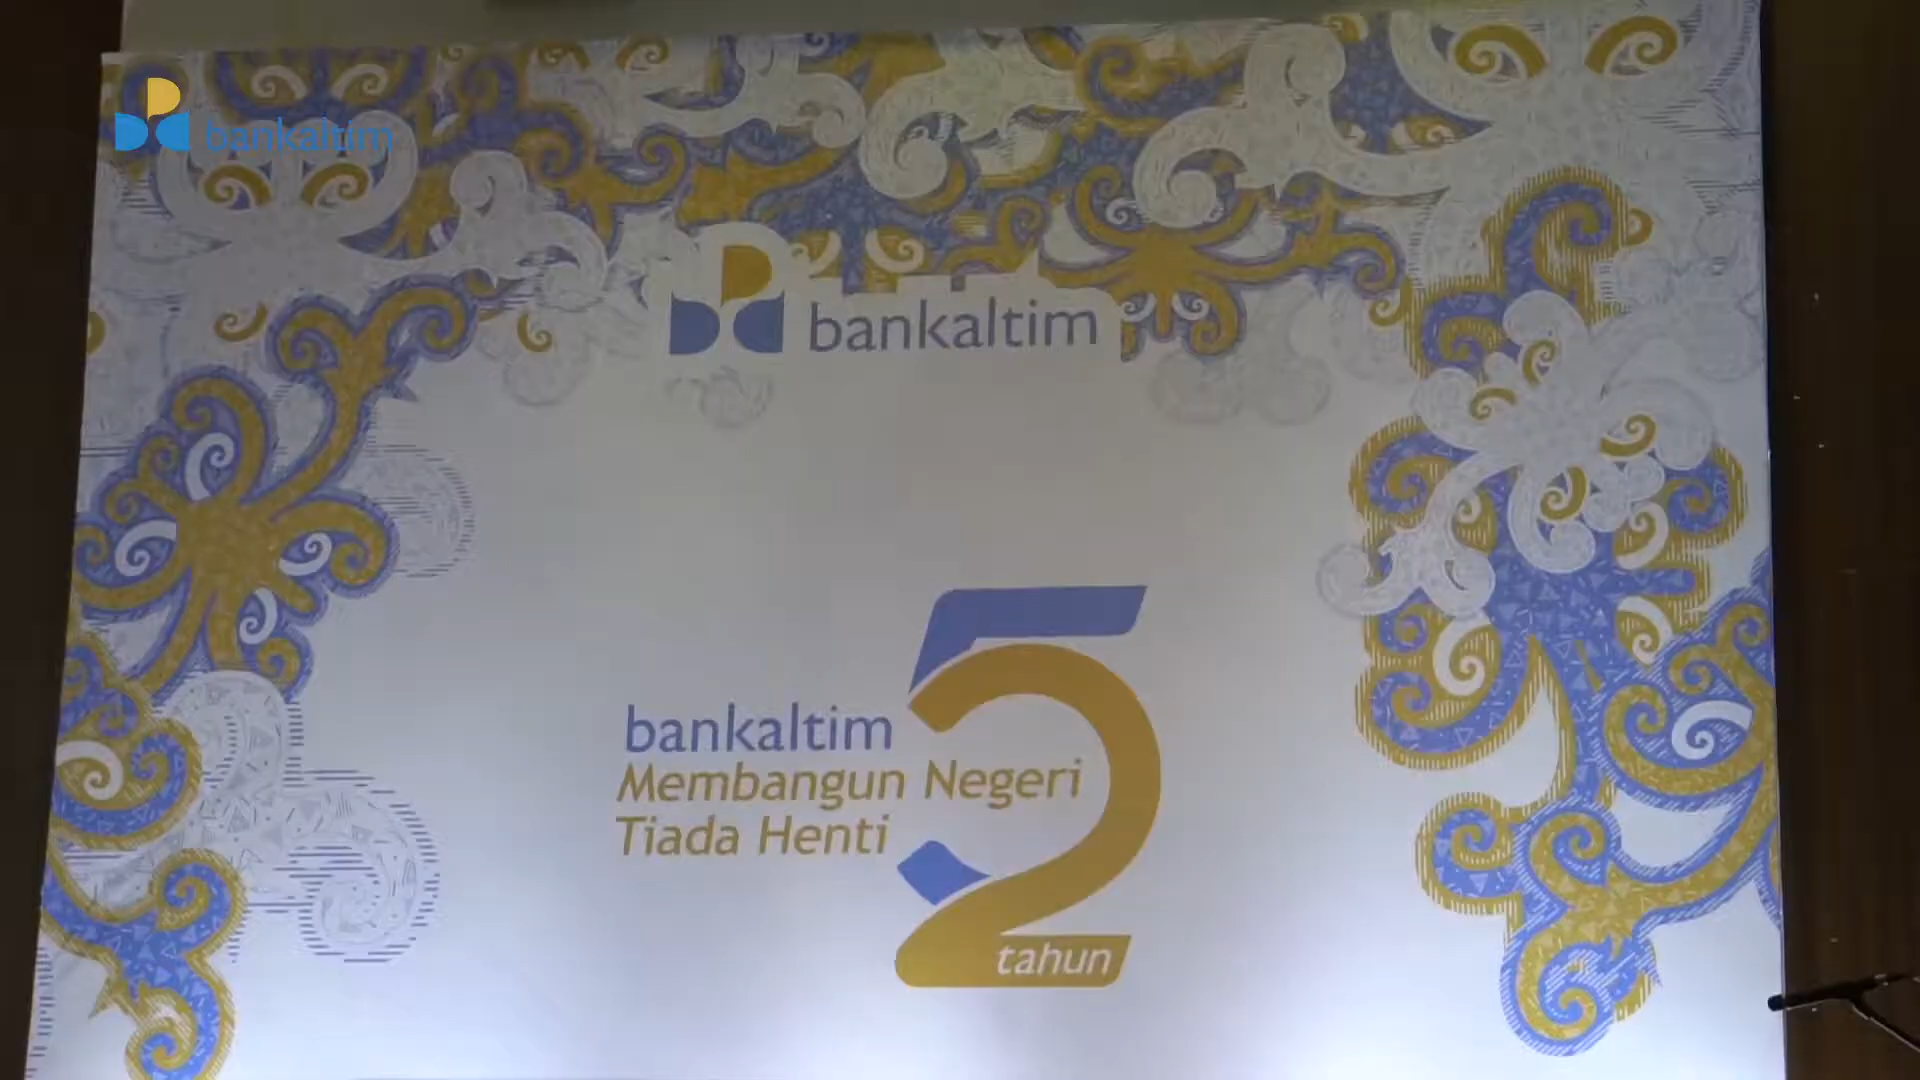 bankaltim
bankaltim
bankaltim
Membangun Negeri
Tiada Henti
52
tahun